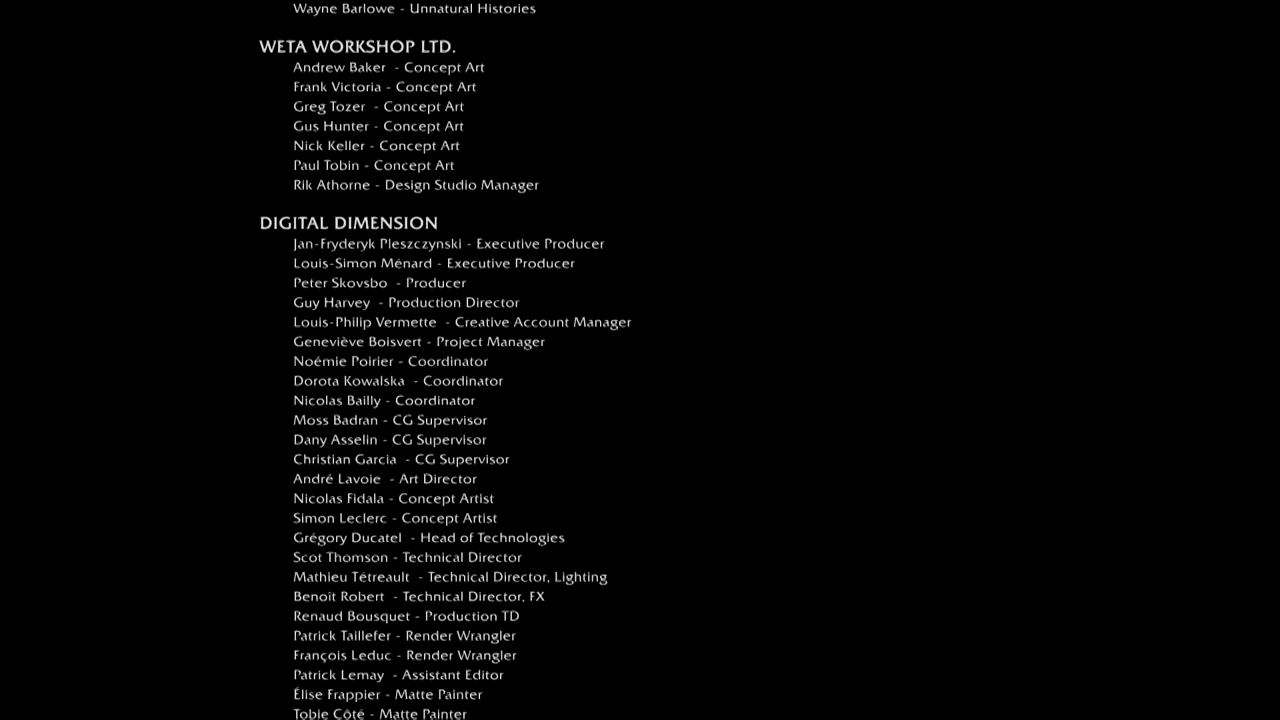 Wayne Barlowe - Unnatural Histories
WETA WORKSHOP LTD.
Andrew Baker - Concept Art
Frank Victoria - Concept Art
Greg Tozer - Concept Art
Gus Hunter - Concept Art
Nick Keller - Concept Art
Paul Tobin - Concept Art
Rik Athorne - Design Studio Manager
DIGITAL DIMENSION
Jan-Fryderyk Pleszczynski - Executive Producer
Louis-Simon Ménard - Executive Producer
Peter Skovsbo - Producer
Guy Harvey - Production Director
Louis-Philip Vermette - Creative Account Manager
Geneviève Boisvert - Project Manager
Noémie Poirier - Coordinator
Dorota Kowalska - Coordinator
Nicolas Bailly - Coordinator
Moss Badran - CG Supervisor
Dany Asselin - CG Supervisor
Christian Garcia - CG Supervisor
André Lavoie - Art Director
Nicolas Fidala - Concept Artist
Simon Leclerc - Concept Artist
Grégory Ducatel - Head of Technologies
Scot Thomson - Technical Director
Mathieu Tétreault - Technical Director, Lighting
Benoît Robert - Technical Director, FX
Renaud Bousquet - Production TD
Patrick Taillefer - Render Wrangler
François Leduc - Render Wrangler
Patrick Lemay - Assistant Editor
Élise Frappier - Matte Painter
Tobie Côté - Matte Painter